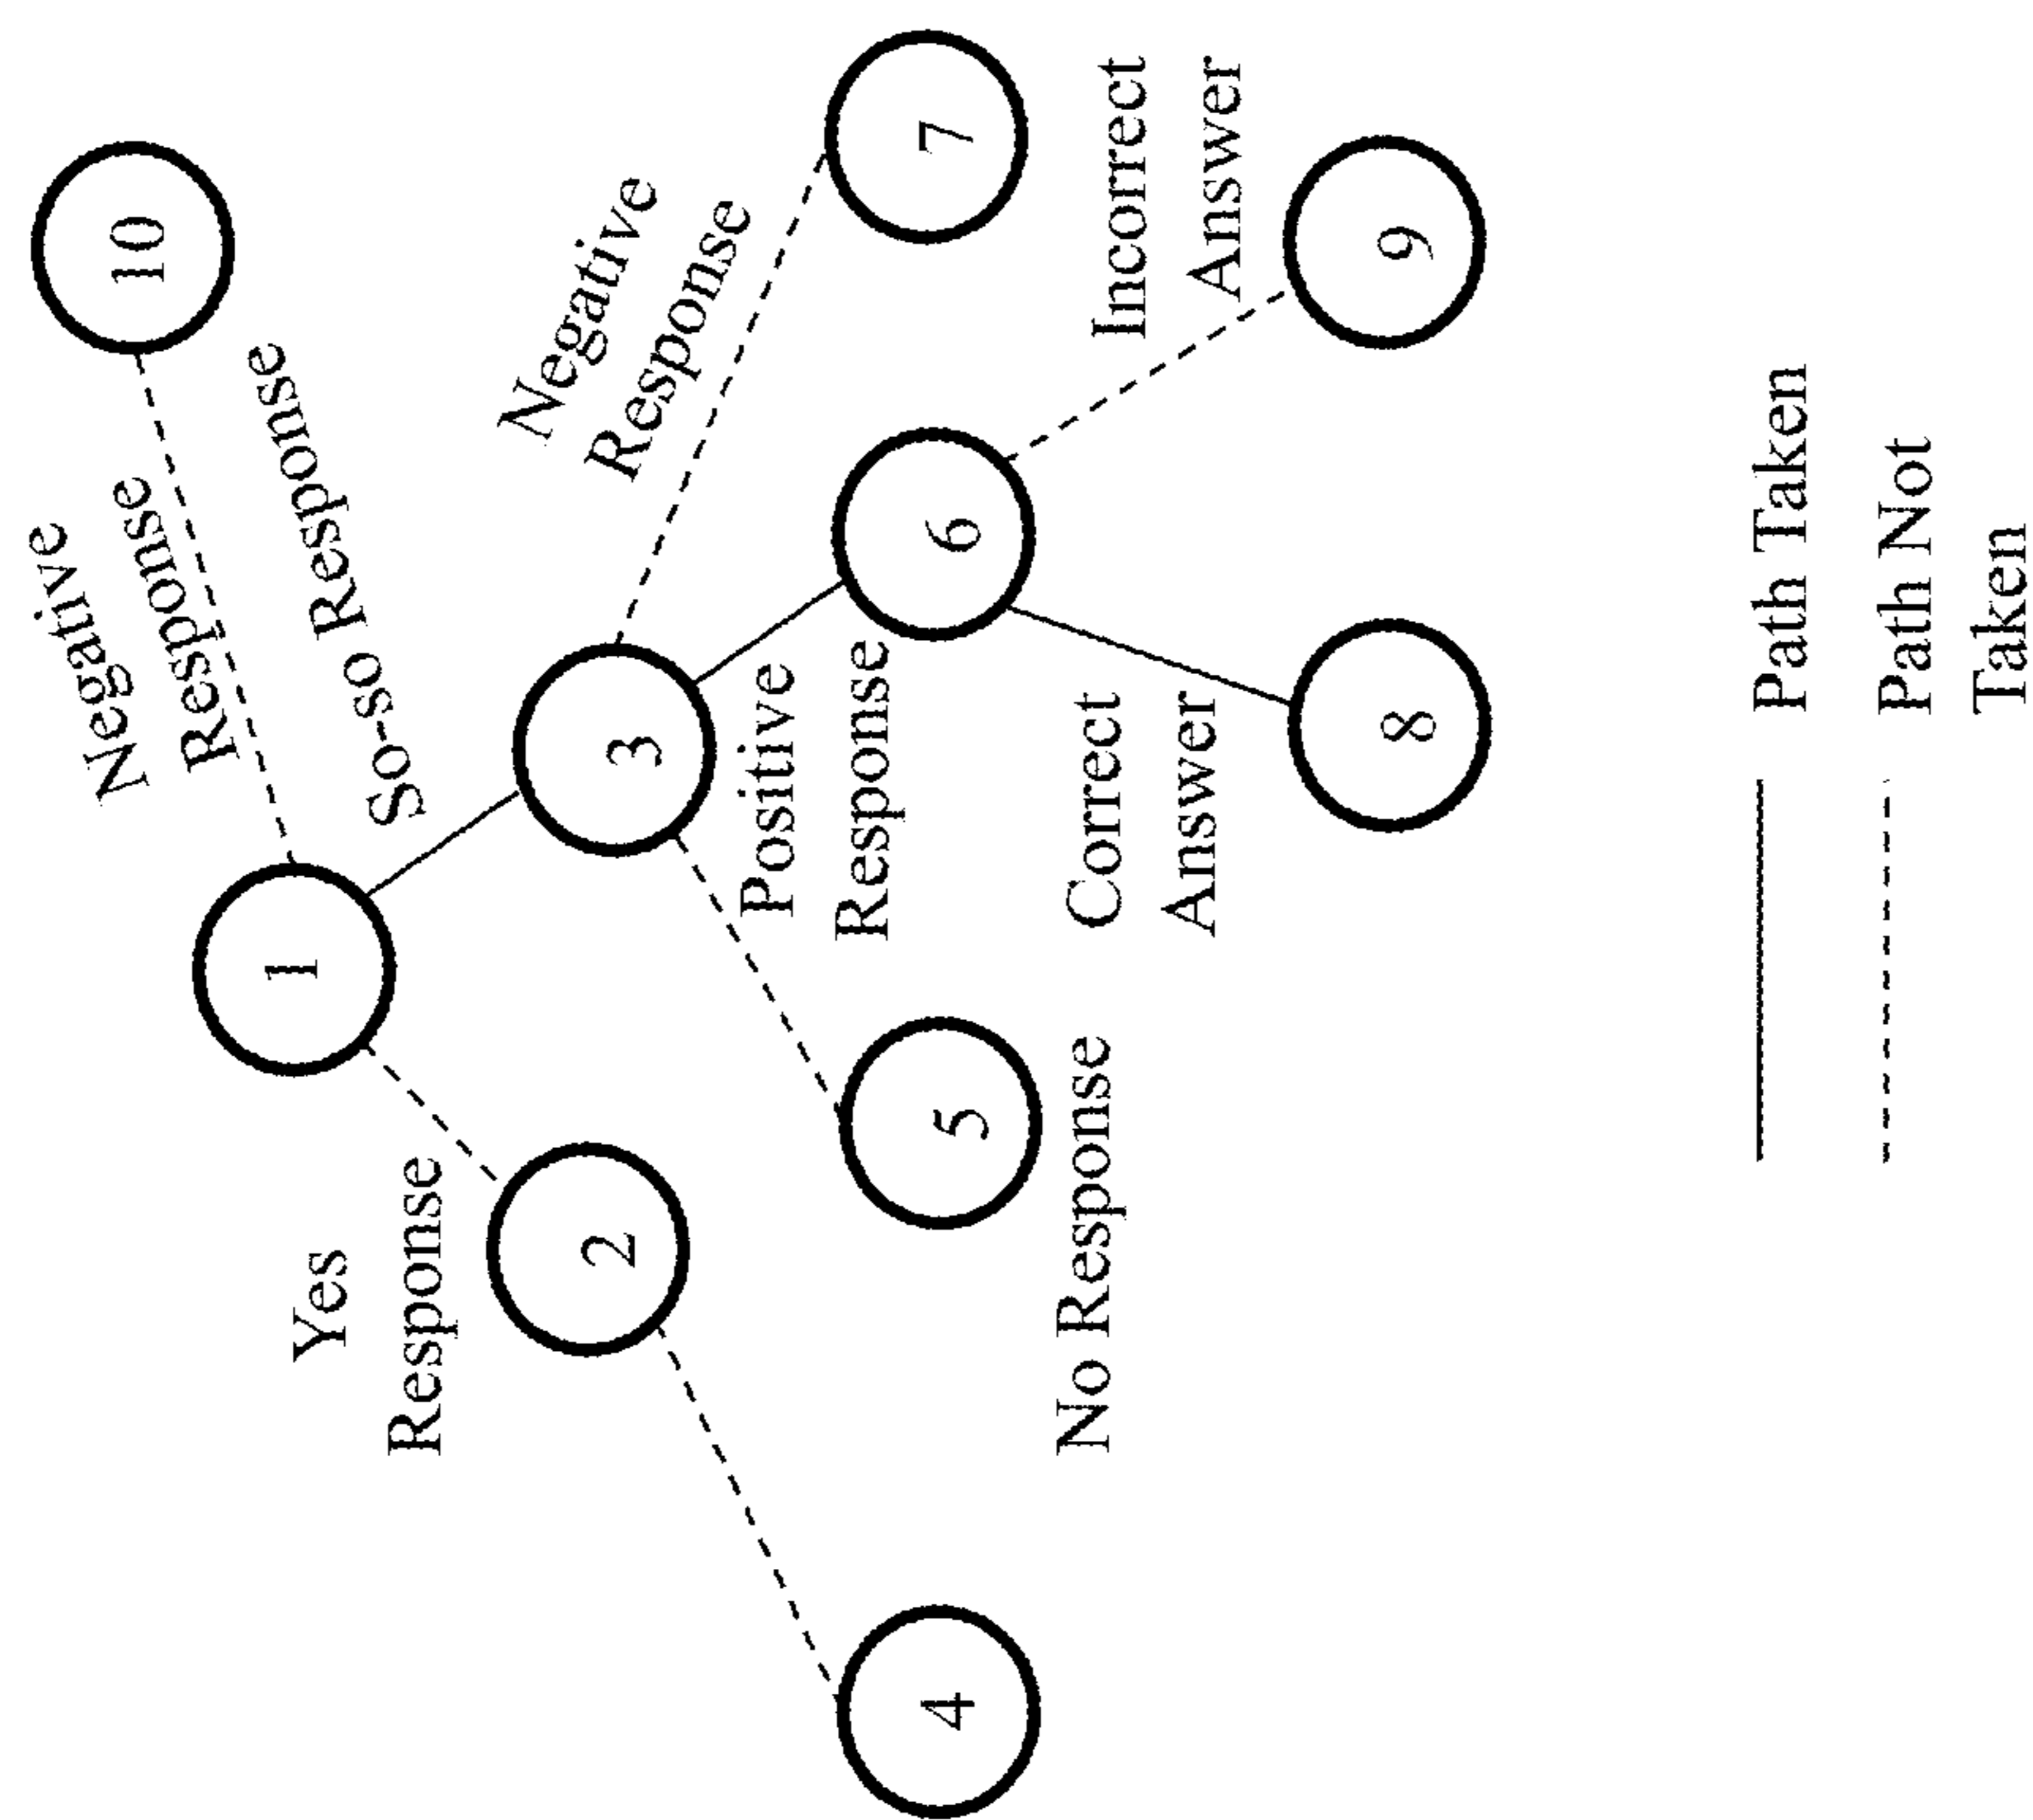 Negative
Response
10
1
So-so Response
Yes
Response
Negative
Response
2
3
Positive
Response
4
5
6
7
No Response
Correct
Answer
Incorrect
Answer
8
9
Path Taken
Path Not
Taken